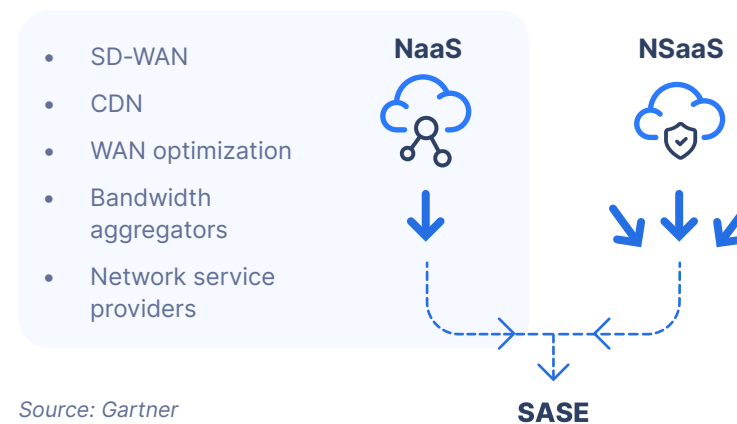 NaaS
NSaaS
• SD-WAN
• CDN
• WAN optimization
• Bandwidth
aggregators
• Network service
providers
Source: Gartner
SASE